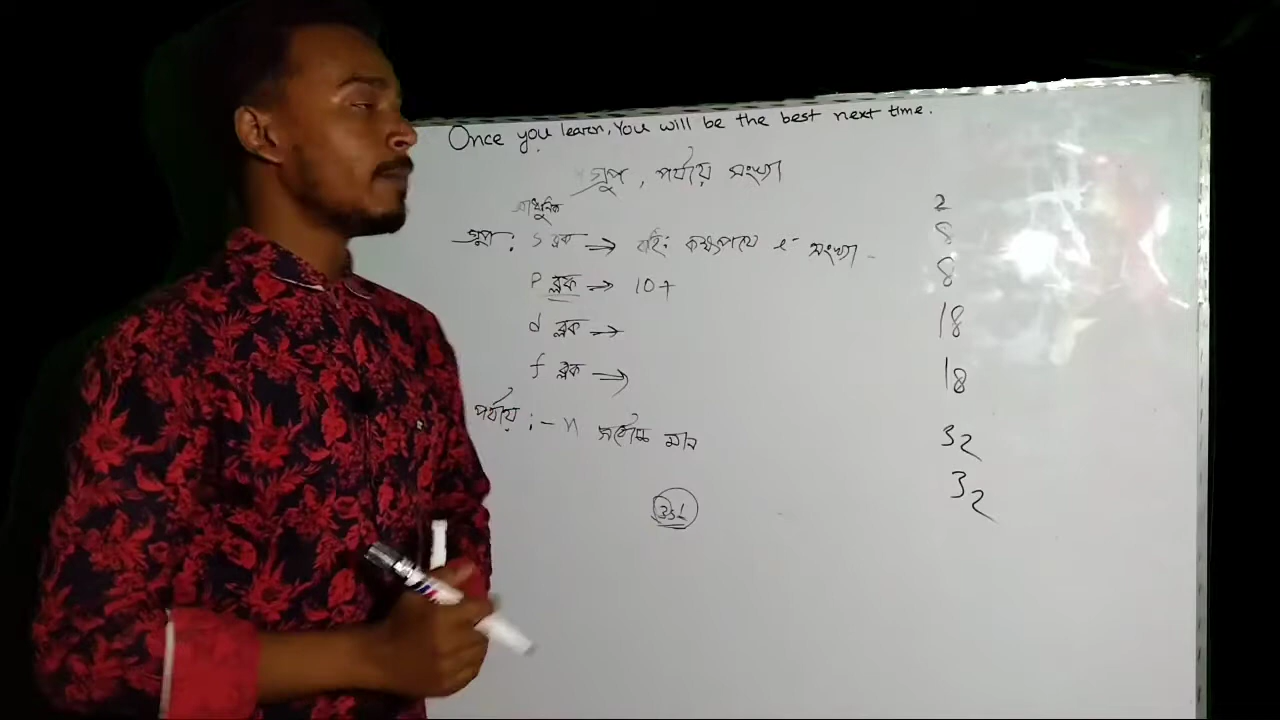 Once you learn, You will be the best next time.
গ্রুপ, পর্যায় সংখ্যা
আধুনিক
গ্রুপ: s ব্লক → বহিঃ কক্ষপথে e⁻ সংখ্যা
P ব্লক → 10+
d ব্লক →
f ব্লক →
পর্যায়:- n সর্বোচ্চ মান
2
8
8
18
18
32
32